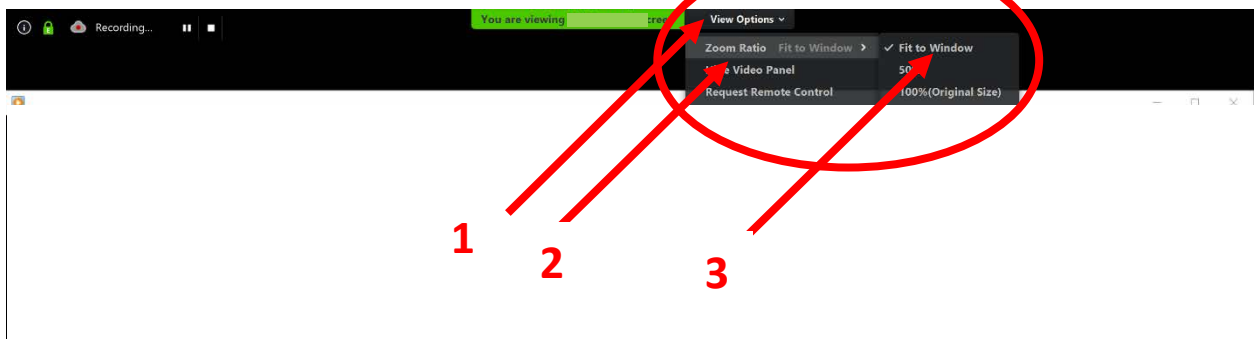 Recording...
You are viewing
View Options
Zoom Ratio Fit to Window
Fit to Window
Video Panel
Request Remote Control
100%(Original Size)
1
2
3